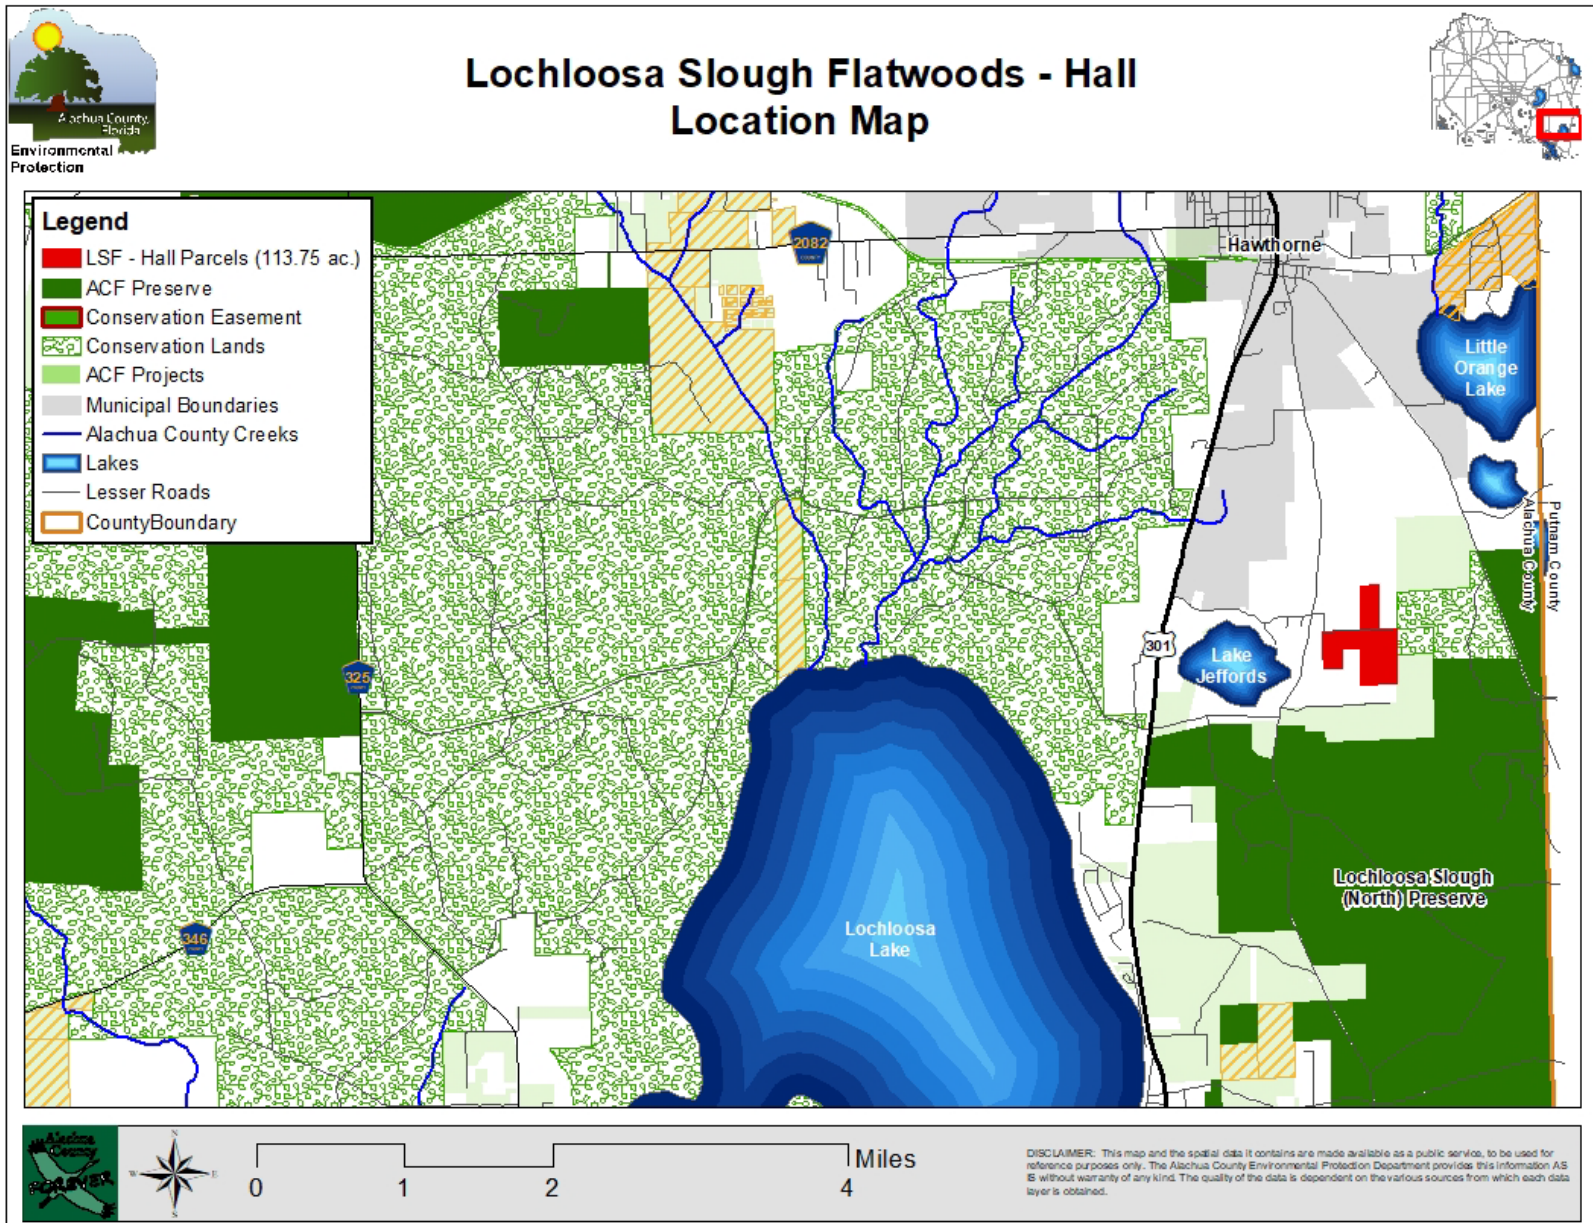 Alachua County,
Florida
Environmental
Protection
Lochloosa Slough Flatwoods - Hall
Location Map
Legend
LSF - Hall Parcels (113.75 ac.)
ACF Preserve
Conservation Easement
Conservation Lands
ACF Projects
Municipal Boundaries
Alachua County Creeks
Lakes
Lesser Roads
CountyBoundary
2082
COUNTY
Hawthorne
Little
Orange
Lake
Putnam County
Alachua County
301
Lake
Jeffords
325
346
Lochloosa
Lake
Lochloosa Slough
(North) Preserve
Alachua
County
FOREVER
N
W
E
S
0 1 2 4 Miles
DISCLAIMER: This map and the spatial data it contains are made available as a public service, to be used for
reference purposes only. The Alachua County Environmental Protection Department provides this information AS
IS without warranty of any kind. The quality of the data is dependent on the various sources from which each data
layer is obtained.